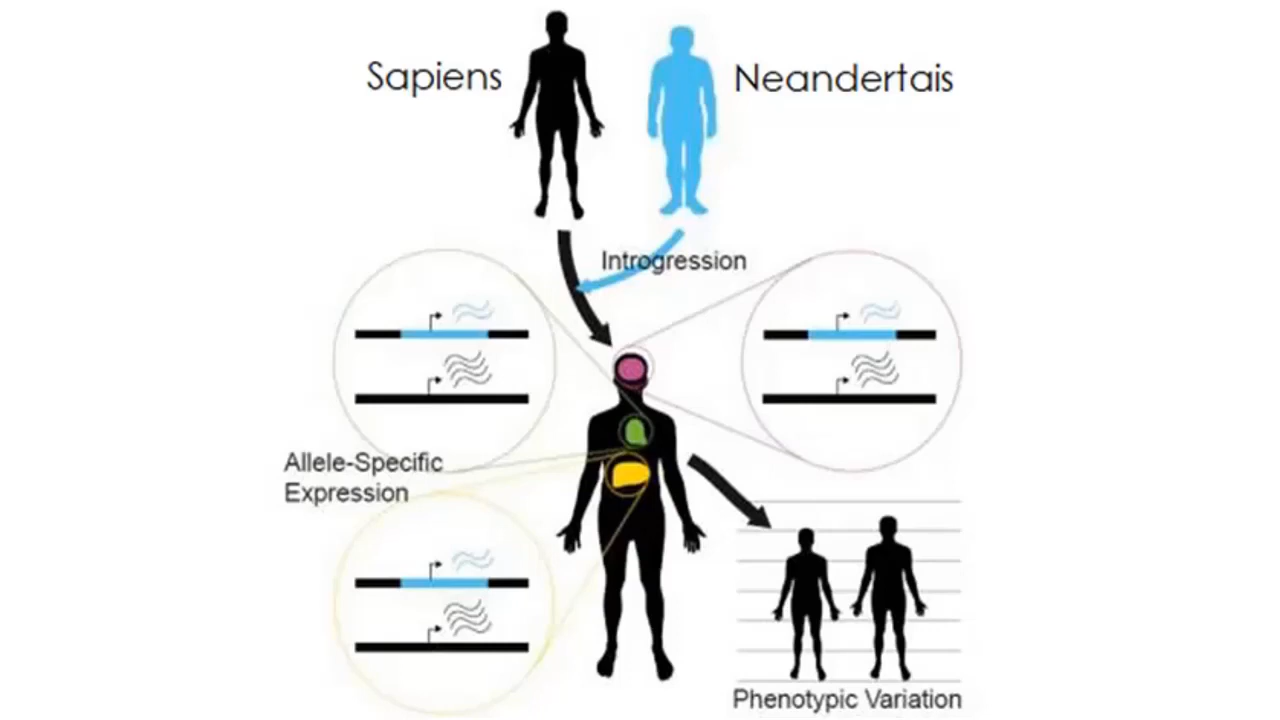 Sapiens
Neandertais
Introgression
Allele-Specific
Expression
Phenotypic Variation